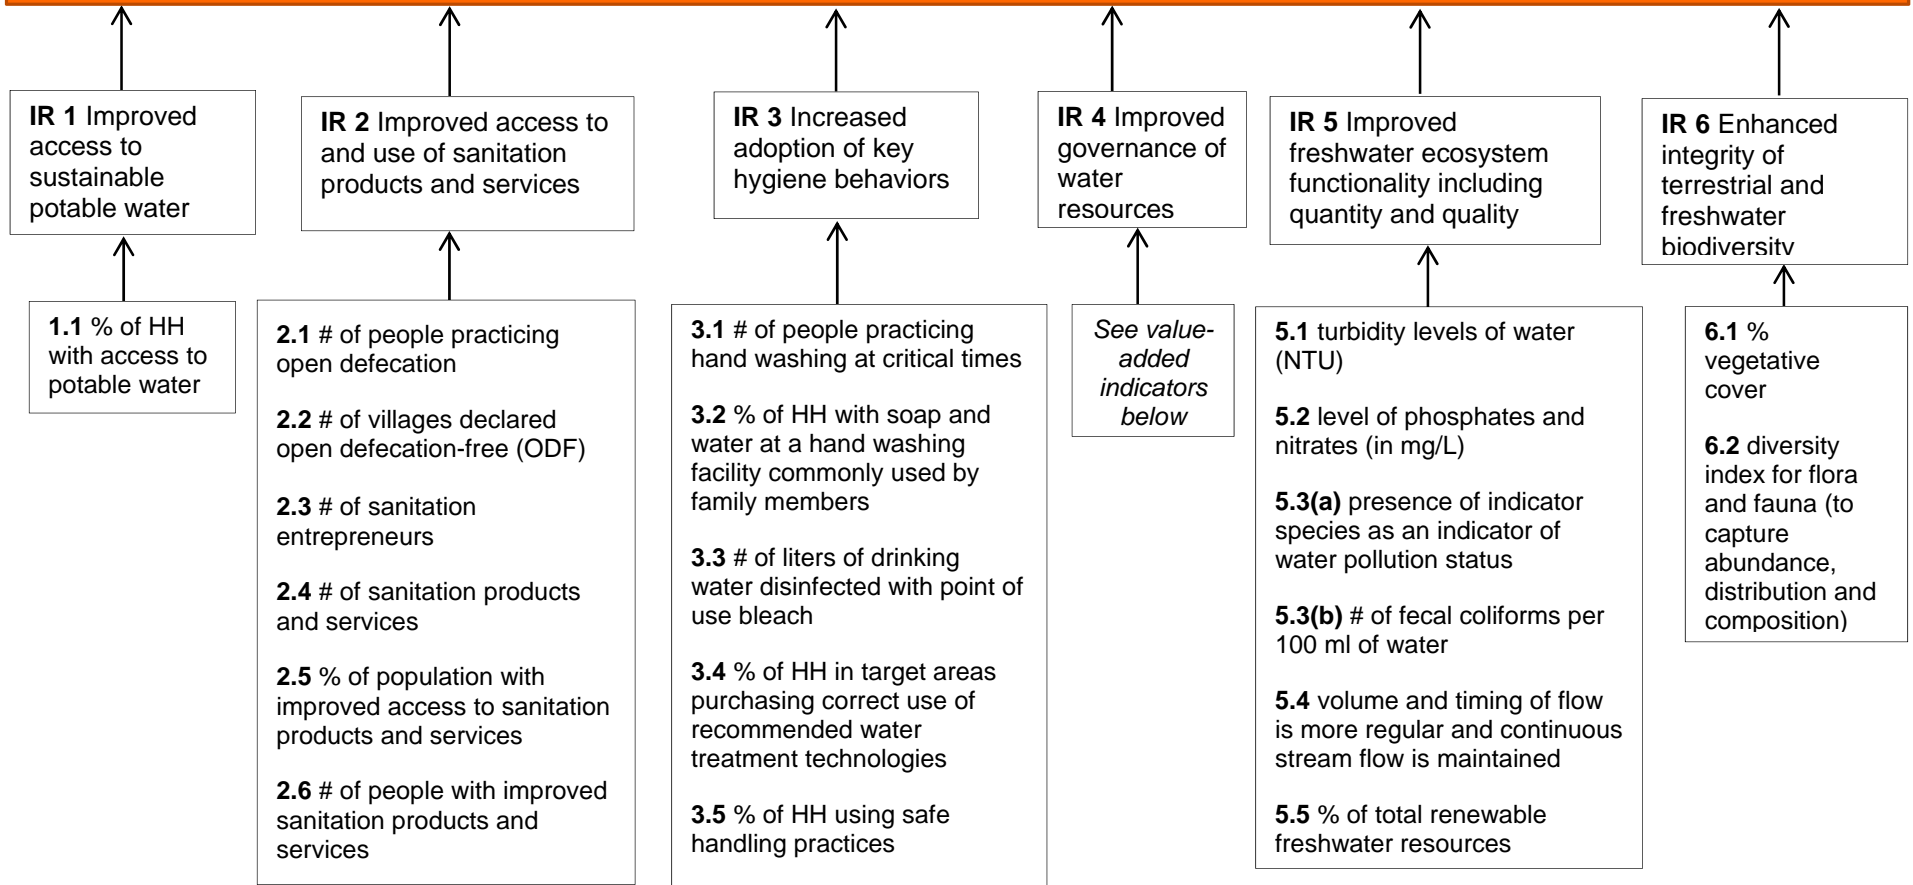 IR 1 Improved
access to
sustainable
potable water
IR 2 Improved access to
and use of sanitation
products and services
IR 3 Increased
adoption of key
hygiene behaviors
IR 4 Improved
governance of
water
resources
IR 5 Improved
freshwater ecosystem
functionality including
quantity and quality
IR 6 Enhanced
integrity of
terrestrial and
freshwater
biodiversity
1.1 % of HH
with access to
potable water
2.1 # of people practicing
open defecation
2.2 # of villages declared
open defecation-free (ODF)
2.3 # of sanitation
entrepreneurs
2.4 # of sanitation products
and services
2.5 % of population with
improved access to sanitation
products and services
2.6 # of people with improved
sanitation products and
services
3.1 # of people practicing
hand washing at critical times
3.2 % of HH with soap and
water at a hand washing
facility commonly used by
family members
3.3 # of liters of drinking
water disinfected with point of
use bleach
3.4 % of HH in target areas
purchasing correct use of
recommended water
treatment technologies
3.5 % of HH using safe
handling practices
See value-
added
indicators
below
5.1 turbidity levels of water
(NTU)
5.2 level of phosphates and
nitrates (in mg/L)
5.3(a) presence of indicator
species as an indicator of
water pollution status
5.3(b) # of fecal coliforms per
100 ml of water
5.4 volume and timing of flow
is more regular and continuous
stream flow is maintained
5.5 % of total renewable
freshwater resources
6.1 %
vegetative
cover
6.2 diversity
index for flora
and fauna (to
capture
abundance,
distribution and
composition)